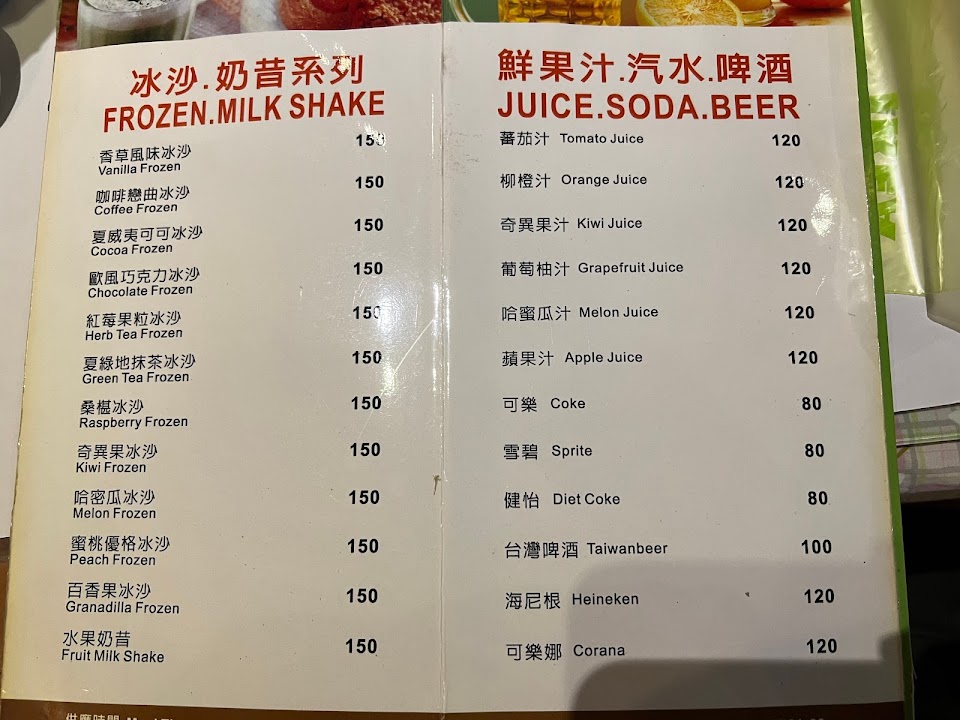 冰沙.奶昔系列
FROZEN.MILK SHAKE
香草風味冰沙 150
Vanilla Frozen
咖啡戀曲冰沙 150
Coffee Frozen
夏威夷可可冰沙 150
Cocoa Frozen
歐風巧克力冰沙 150
Chocolate Frozen
紅莓果粒冰沙 150
Herb Tea Frozen
夏綠地抹茶冰沙 150
Green Tea Frozen
桑椹冰沙 150
Raspberry Frozen
奇異果冰沙 150
Kiwi Frozen
哈密瓜冰沙 150
Melon Frozen
蜜桃優格冰沙 150
Peach Frozen
百香果冰沙 150
Granadilla Frozen
水果奶昔 150
Fruit Milk Shake
鮮果汁.汽水.啤酒
JUICE.SODA.BEER
蕃茄汁 Tomato Juice 120
柳橙汁 Orange Juice 120
奇異果汁 Kiwi Juice 120
葡萄柚汁 Grapefruit Juice 120
哈蜜瓜汁 Melon Juice 120
蘋果汁 Apple Juice 120
可樂 Coke 80
雪碧 Sprite 80
健怡 Diet Coke 80
台灣啤酒 Taiwanbeer 100
海尼根 Heineken 120
可樂娜 Corana 120